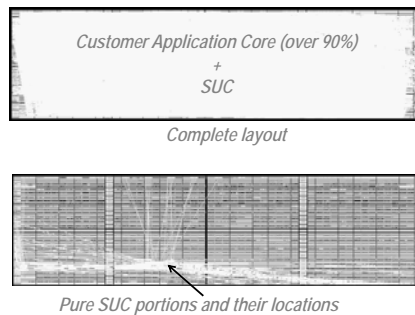 Customer Application Core (over 90%)
+
SUC
Complete layout
Pure SUC portions and their locations